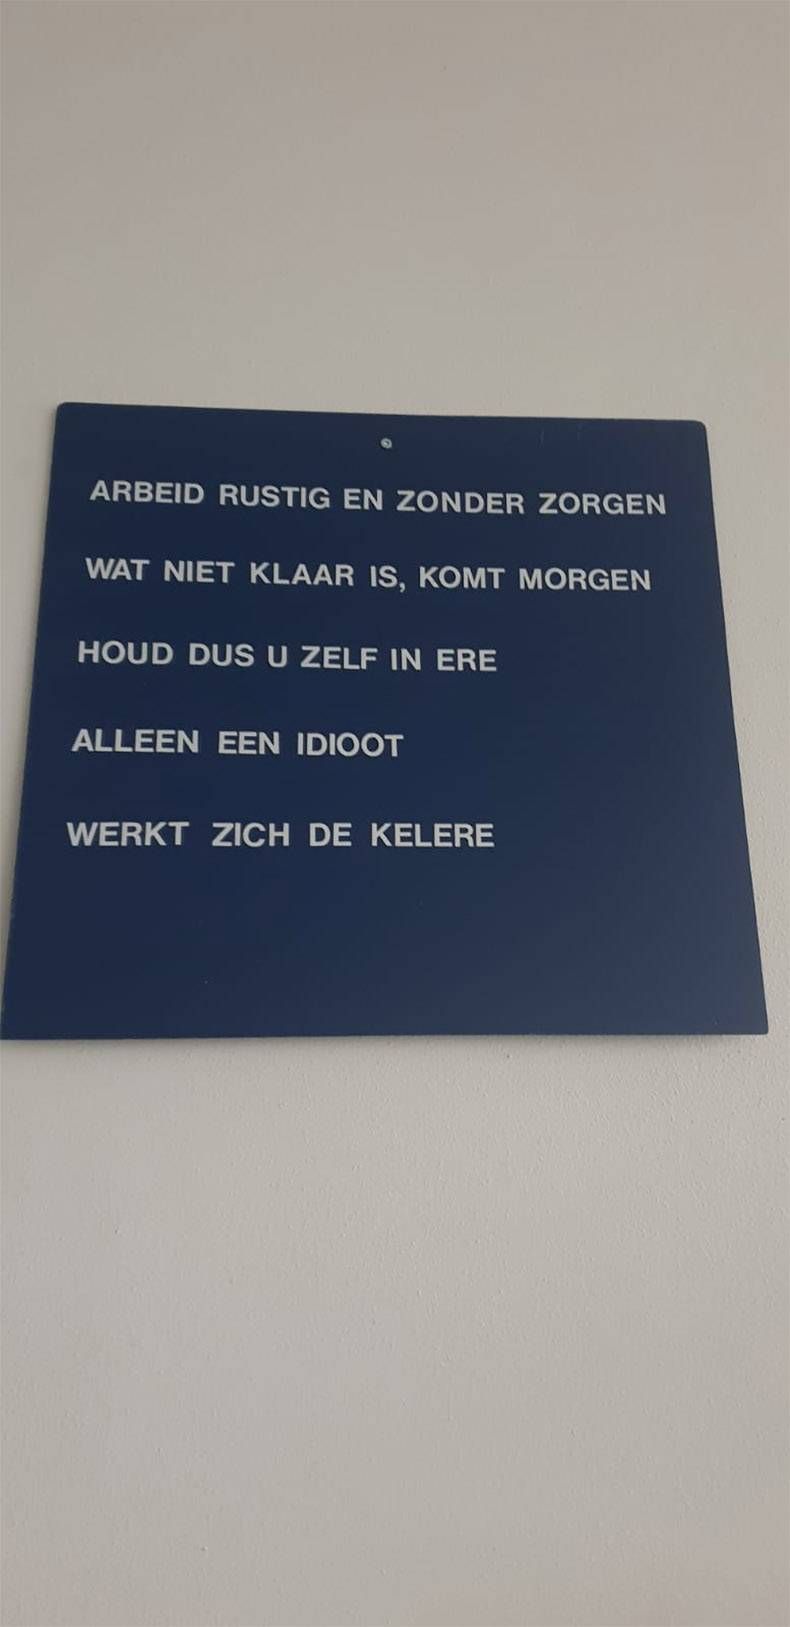 ARBEID RUSTIG EN ZONDER ZORGEN
WAT NIET KLAAR IS, KOMT MORGEN
HOUD DUS U ZELF IN ERE
ALLEEN EEN IDIOOT
WERKT ZICH DE KELERE